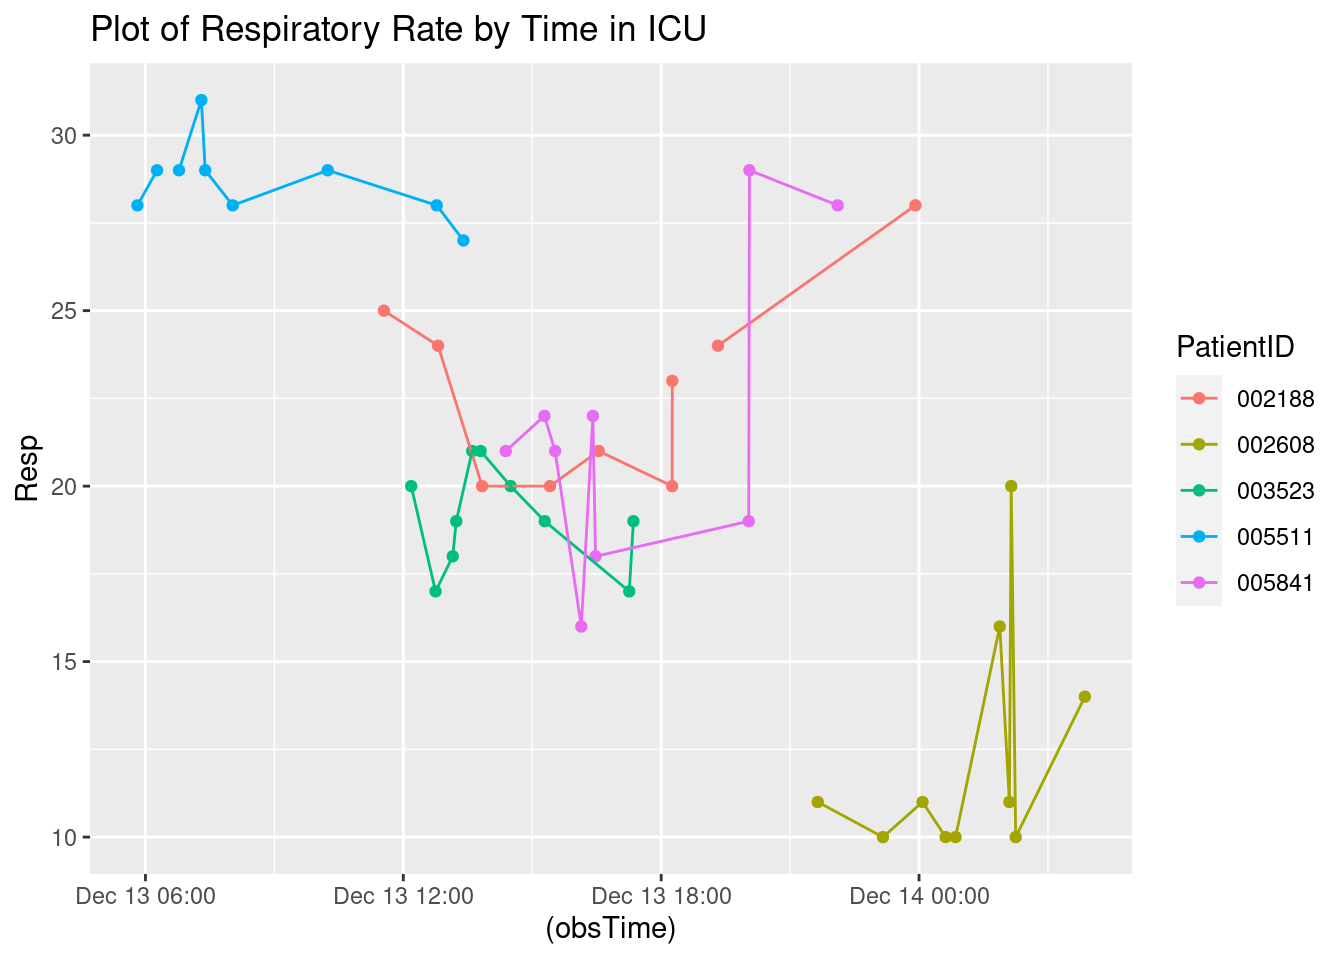 Plot of Respiratory Rate by Time in ICU
30
25
20
15
10
Resp
Dec 13 06:00
Dec 13 12:00
Dec 13 18:00
Dec 14 00:00
(obsTime)
PatientID
002188
002608
003523
005511
005841